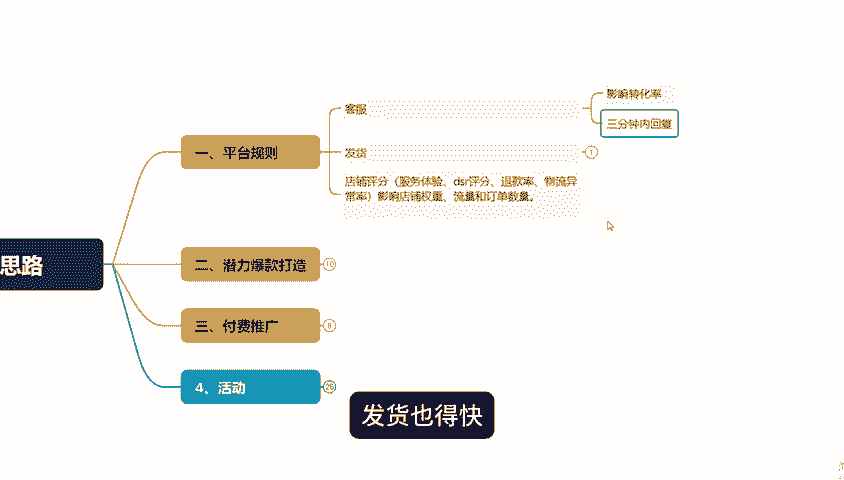 思路
一、平台规则
客服
影响转化率
三分钟内回复
发货
1
店铺评分（服务体验、dsr评分、退款率、物流异
常率）影响店铺权重、流量和订单数量。
二、潜力爆款打造
10
三、付费推广
8
4、活动
26
发货也得快